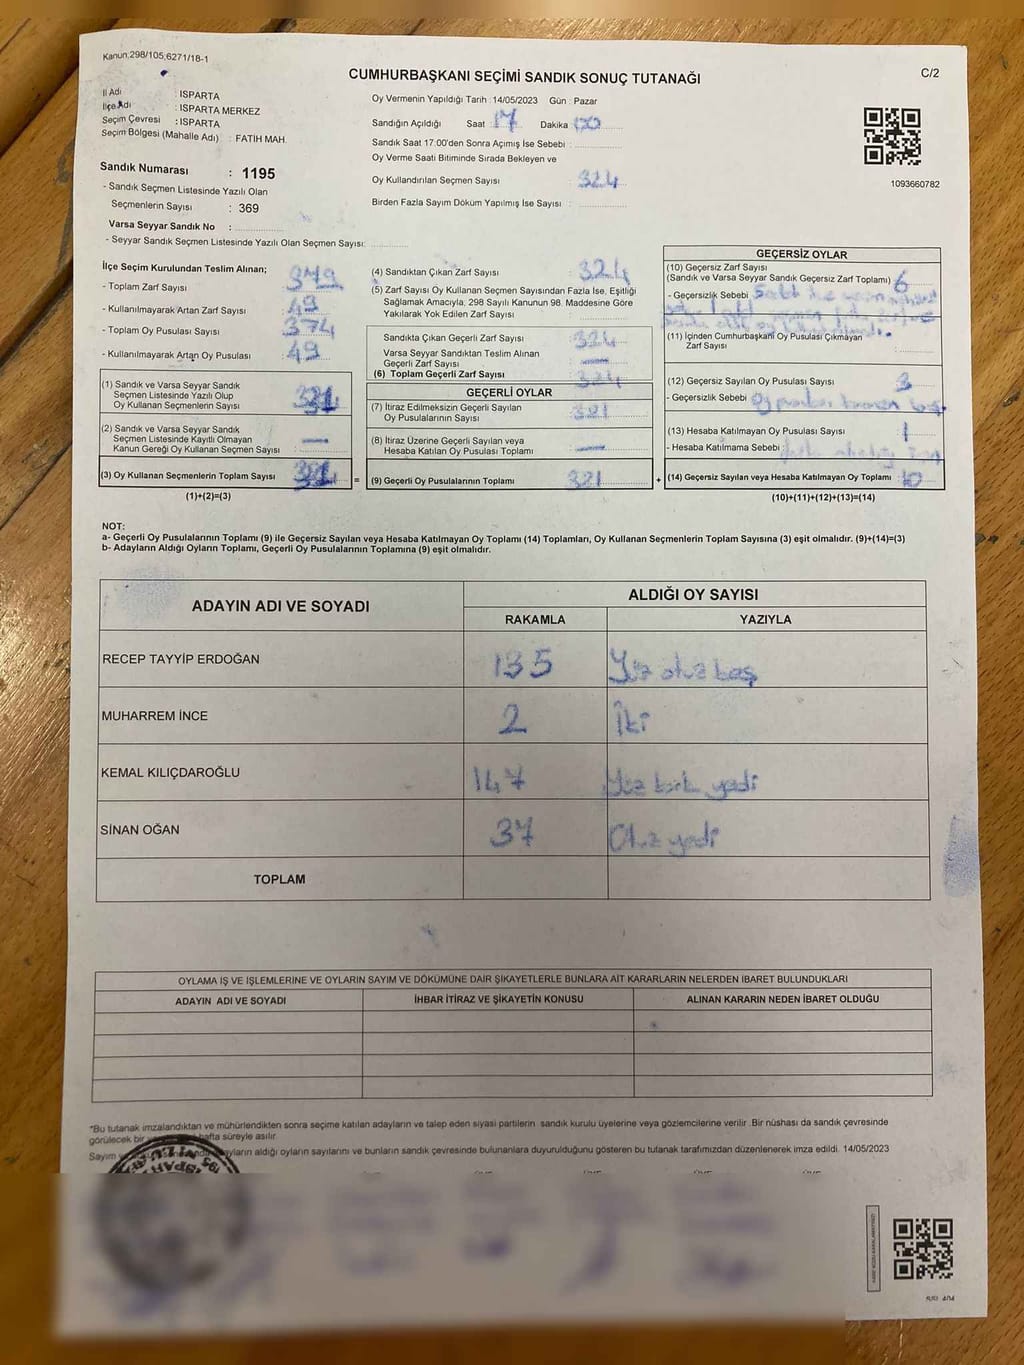 Kanun:298/105;6271/18-1
CUMHURBAŞKANI SEÇİMİ SANDIK SONUÇ TUTANAĞI
C/2
İl Adı : ISPARTA
İlçe Adı : ISPARTA MERKEZ
Seçim Çevresi : ISPARTA
Seçim Bölgesi (Mahalle Adı) : FATİH MAH.
Oy Vermenin Yapıldığı Tarih :14/05/2023 Gün : Pazar
Sandığın Açıldığı Saat 17 Dakika 00
Sandık Saat 17:00'den Sonra Açımış İse Sebebi :
Oy Verme Saati Bitiminde Sırada Bekleyen ve
Oy Kullandırılan Seçmen Sayısı : 324
Birden Fazla Sayım Döküm Yapılmış İse Sayısı :
1093660782
Sandık Numarası : 1195
- Sandık Seçmen Listesinde Yazılı Olan
Seçmenlerin Sayısı : 369
Varsa Seyyar Sandık No :
- Seyyar Sandık Seçmen Listesinde Yazılı Olan Seçmen Sayısı:
İlçe Seçim Kurulundan Teslim Alınan;
- Toplam Zarf Sayısı :
- Kullanılmayarak Artan Zarf Sayısı : 49
- Toplam Oy Pusulası Sayısı : 374
- Kullanılmayarak Artan Oy Pusulası : 49
(1) Sandık ve Varsa Seyyar Sandık
Seçmen Listesinde Yazılı Olup
Oy Kullanan Seçmenlerin Sayısı :
(2) Sandık ve Varsa Seyyar Sandık
Seçmen Listesinde Kayıtlı Olmayan
Kanun Gereği Oy Kullanan Seçmen Sayısı : —
(3) Oy Kullanan Seçmenlerin Toplam Sayısı :
(1)+(2)=(3)
=
(4) Sandıktan Çıkan Zarf Sayısı : 324
(5) Zarf Sayısı Oy Kullanan Seçmen Sayısından Fazla İse, Eşitliği
Sağlamak Amacıyla, 298 Sayılı Kanunun 98. Maddesine Göre
Yakılarak Yok Edilen Zarf Sayısı :
Sandıkta Çıkan Geçerli Zarf Sayısı : 324
Varsa Seyyar Sandıktan Teslim Alınan
Geçerli Zarf Sayısı : —
(6) Toplam Geçerli Zarf Sayısı : 324
GEÇERLİ OYLAR
(7) İtiraz Edilmeksizin Geçerli Sayılan
Oy Pusulalarının Sayısı : 321
(8) İtiraz Üzerine Geçerli Sayılan veya
Hesaba Katılan Oy Pusulaları Toplamı : —
(9) Geçerli Oy Pusulalarının Toplamı : 321
+
GEÇERSİZ OYLAR
(10) Geçersiz Zarf Sayısı
(Sandık ve Varsa Seyyar Sandık Geçersiz Zarf Toplamı) : 6
- Geçersizlik Sebebi
(11) İçinden Cumhurbaşkanı Oy Pusulası Çıkmayan
Zarf Sayısı :
(12) Geçersiz Sayılan Oy Pusulası Sayısı : 3
- Geçersizlik Sebebi
(13) Hesaba Katılmayan Oy Pusulası Sayısı : 1
- Hesaba Katılmama Sebebi
(14) Geçersiz Sayılan veya Hesaba Katılmayan Oy Toplamı : 10
(10)+(11)+(12)+(13)=(14)
NOT:
a- Geçerli Oy Pusulalarının Toplamı (9) ile Geçersiz Sayılan veya Hesaba Katılmayan Oy Toplamı (14) Toplamları, Oy Kullanan Seçmenlerin Toplam Sayısına (3) eşit olmalıdır. (9)+(14)=(3)
b- Adayların Aldığı Oyların Toplamı, Geçerli Oy Pusulalarının Toplamına (9) eşit olmalıdır.
ADAYIN ADI VE SOYADI
ALDIĞI OY SAYISI
RAKAMLA YAZIYLA
RECEP TAYYİP ERDOĞAN 135 Yüz otuz beş
MUHARREM İNCE 2 İki
KEMAL KILIÇDAROĞLU 147 Yüz kırk yedi
SİNAN OĞAN 37 Otuz yedi
TOPLAM
OYLAMA İŞ VE İŞLEMLERİNE VE OYLARIN SAYIM VE DÖKÜMÜNE DAİR ŞİKAYETLERLE BUNLARA AİT KARARLARIN NELERDEN İBARET BULUNDUKLARI
ADAYIN ADI VE SOYADI İHBAR İTİRAZ VE ŞİKAYETİN KONUSU ALINAN KARARIN NEDEN İBARET OLDUĞU
*Bu tutanak imzalandıktan ve mühürlendikten sonra seçime katılan adayların ve talep eden siyasi partilerin sandık kurulu üyelerine veya gözlemcilerine verilir .Bir nüshası da sandık çevresinde
görülecek bir hafta süreyle asılır.
Sayım aldığı oyların sayılarını ve bunların sandık çevresinde bulunanlara duyurulduğunu gösteren bu tutanak tarafımızdan düzenlenerek imza edildi. 14/05/2023